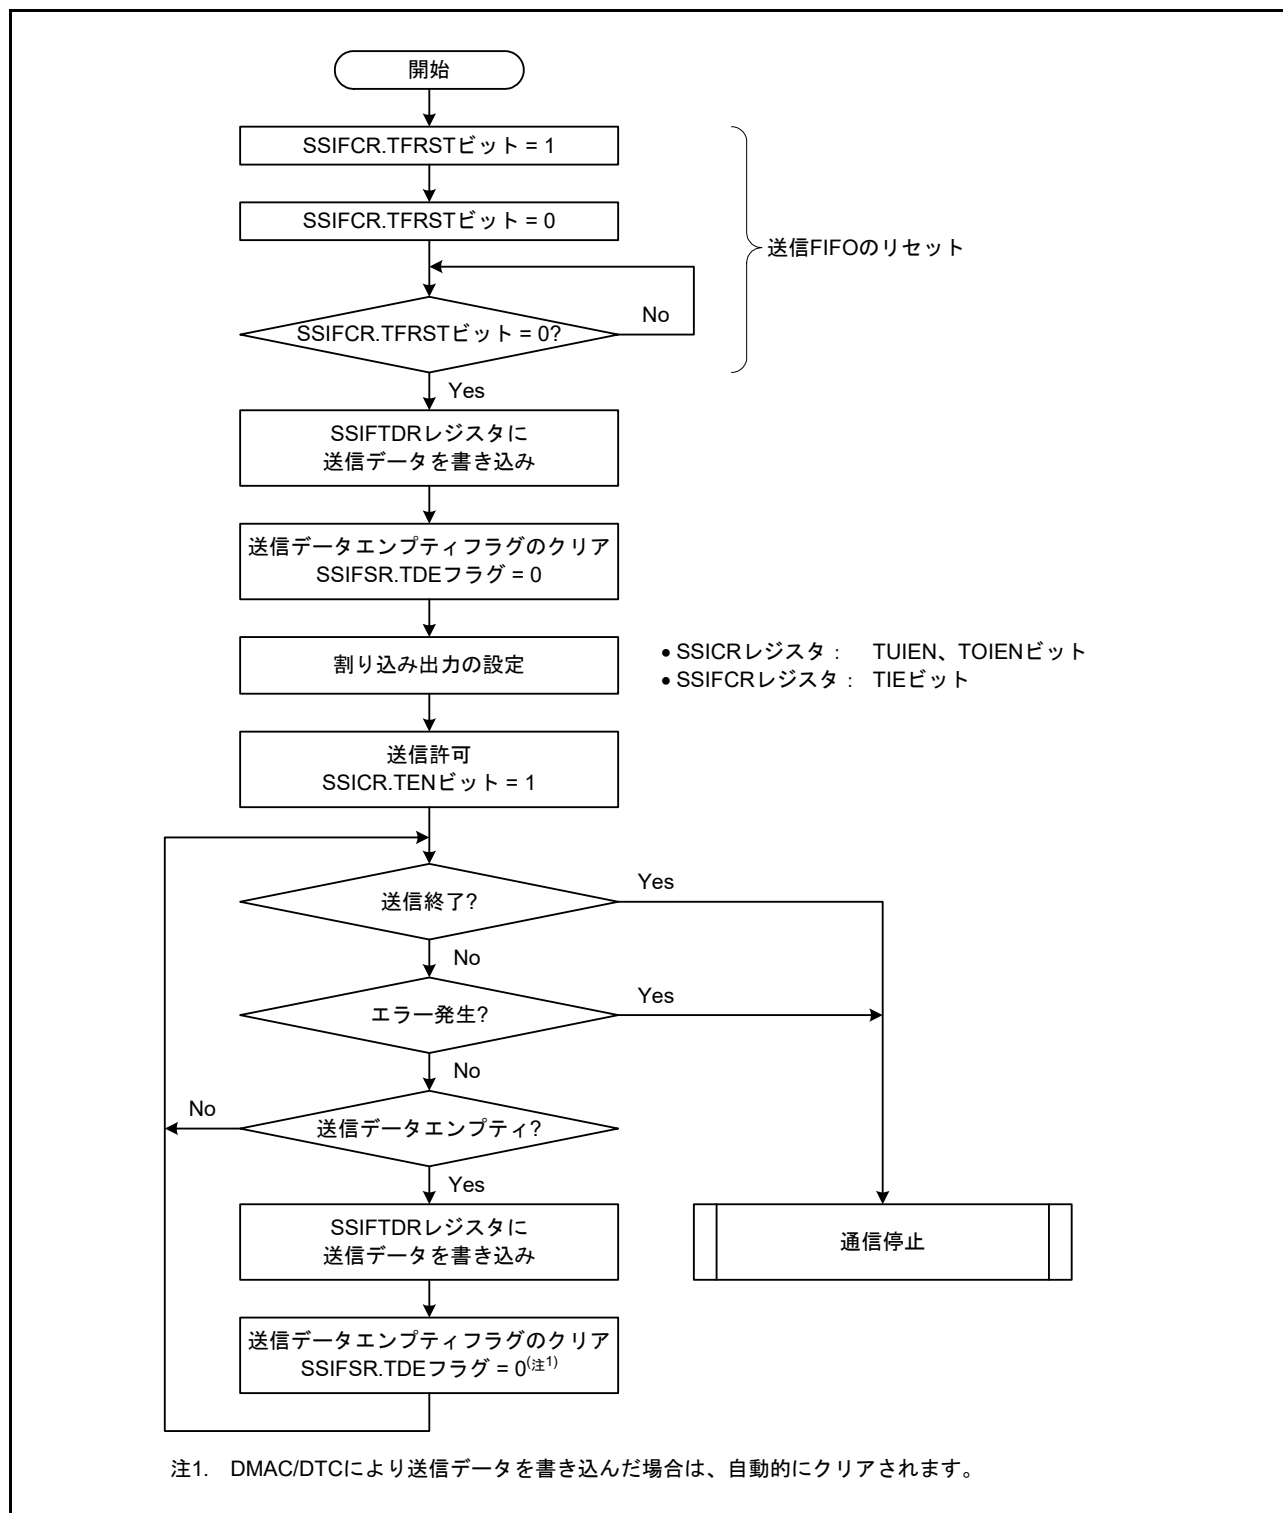 開始
SSIFCR.TFRSTビット = 1
SSIFCR.TFRSTビット = 0
送信FIFOのリセット
SSIFCR.TFRSTビット = 0?
No
Yes
SSIFTDRレジスタに
送信データを書き込み
送信データエンプティフラグのクリア
SSIFSR.TDEフラグ = 0
割り込み出力の設定
• SSICRレジスタ： TUIEN、TOIENビット
• SSIFCRレジスタ： TIEビット
送信許可
SSICR.TENビット = 1
送信終了?
Yes
No
エラー発生?
Yes
No
送信データエンプティ?
No
Yes
SSIFTDRレジスタに
送信データを書き込み
通信停止
送信データエンプティフラグのクリア
SSIFSR.TDEフラグ = 0(注1)
注1. DMAC/DTCにより送信データを書き込んだ場合は、自動的にクリアされます。